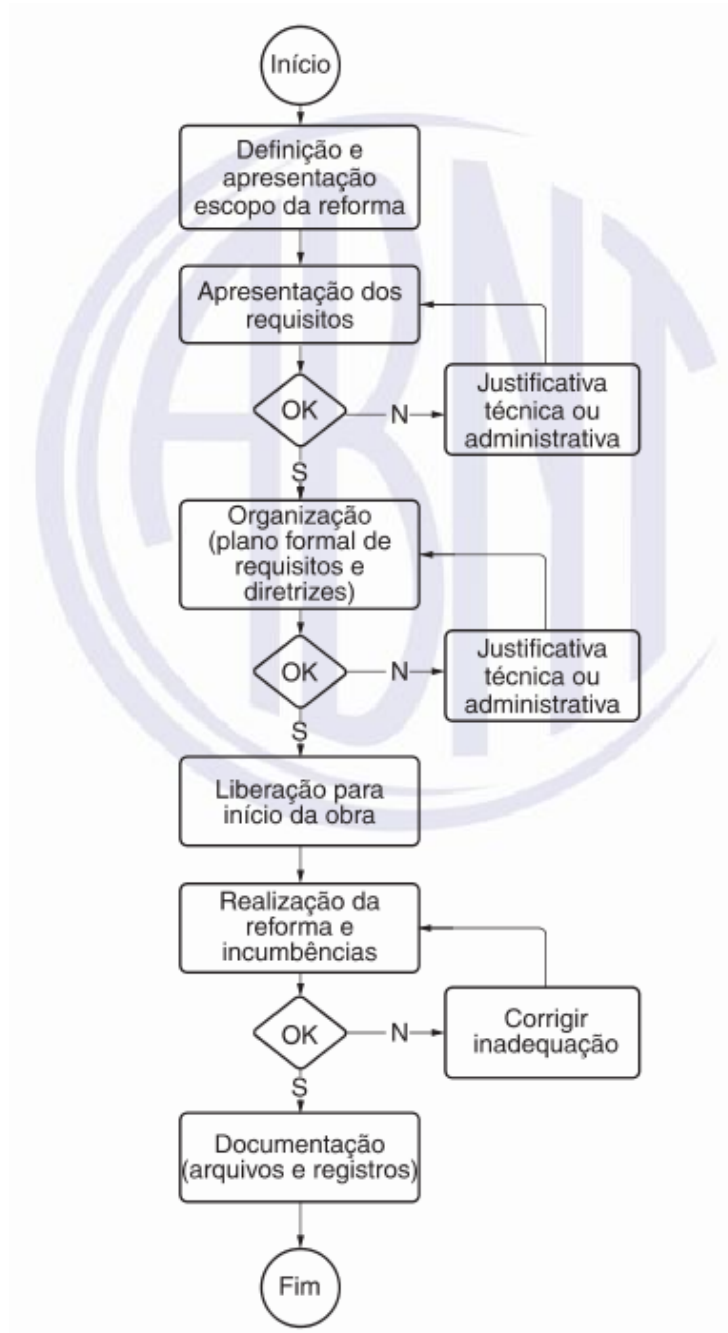 Início
Definição e
apresentação
escopo da reforma
Apresentação dos
requisitos
OK
N
Justificativa
técnica ou
administrativa
S
Organização
(plano formal de
requisitos e
diretrizes)
OK
N
Justificativa
técnica ou
administrativa
S
Liberação para
início da obra
Realização da
reforma e
incumbências
OK
N
Corrigir
inadequação
S
Documentação
(arquivos e registros)
Fim
ABNT